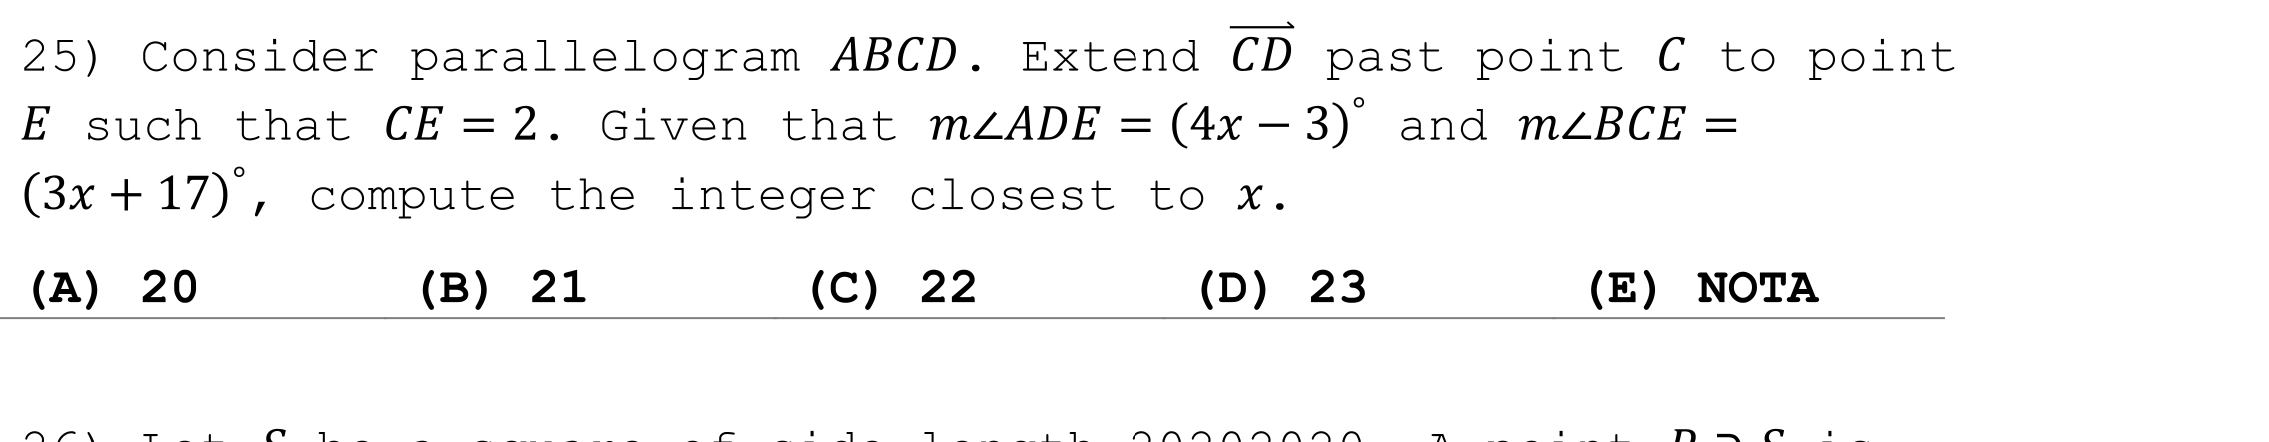 25) Consider parallelogram ABCD. Extend \overrightarrow{CD} past point C to point
E such that CE = 2. Given that m∠ADE = (4x − 3)° and m∠BCE =
(3x + 17)°, compute the integer closest to x.
(A) 20 (B) 21 (C) 22 (D) 23 (E) NOTA